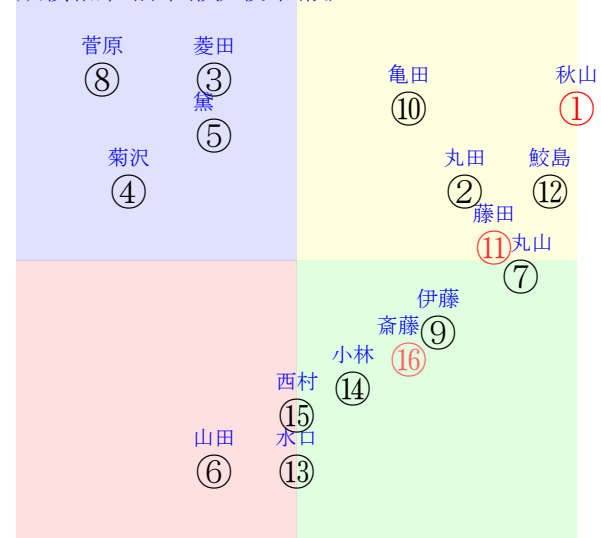 菅原
⑧
菱田
③
黛
⑤
菊沢
④
亀田
⑩
秋山
①
丸田
②
鮫島
⑫
藤田
⑪
丸山
⑦
伊藤
⑨
斎藤
⑯
小林
⑭
西村
⑮
山田
⑥
水口
⑬